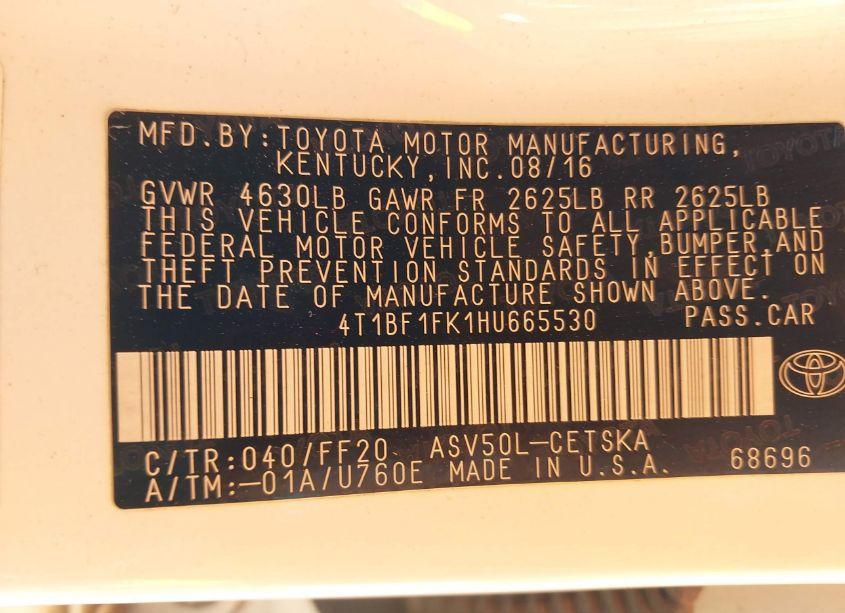 MFD.BY:TOYOTA MOTOR MANUFACTURING,
KENTUCKY,INC.08/16
GVWR 4630LB GAWR FR 2625LB RR 2625LB
THIS VEHICLE CONFORMS TO ALL APPLICABLE
FEDERAL MOTOR VEHICLE SAFETY,BUMPER,AND
THEFT PREVENTION STANDARDS IN EFFECT ON
THE DATE OF MANUFACTURE SHOWN ABOVE.
4T1BF1FK1HU665530 PASS.CAR
C/TR:040/FF20 ASV50L-CETSKA
A/TM:-01A/U760E MADE IN U.S.A. 68696